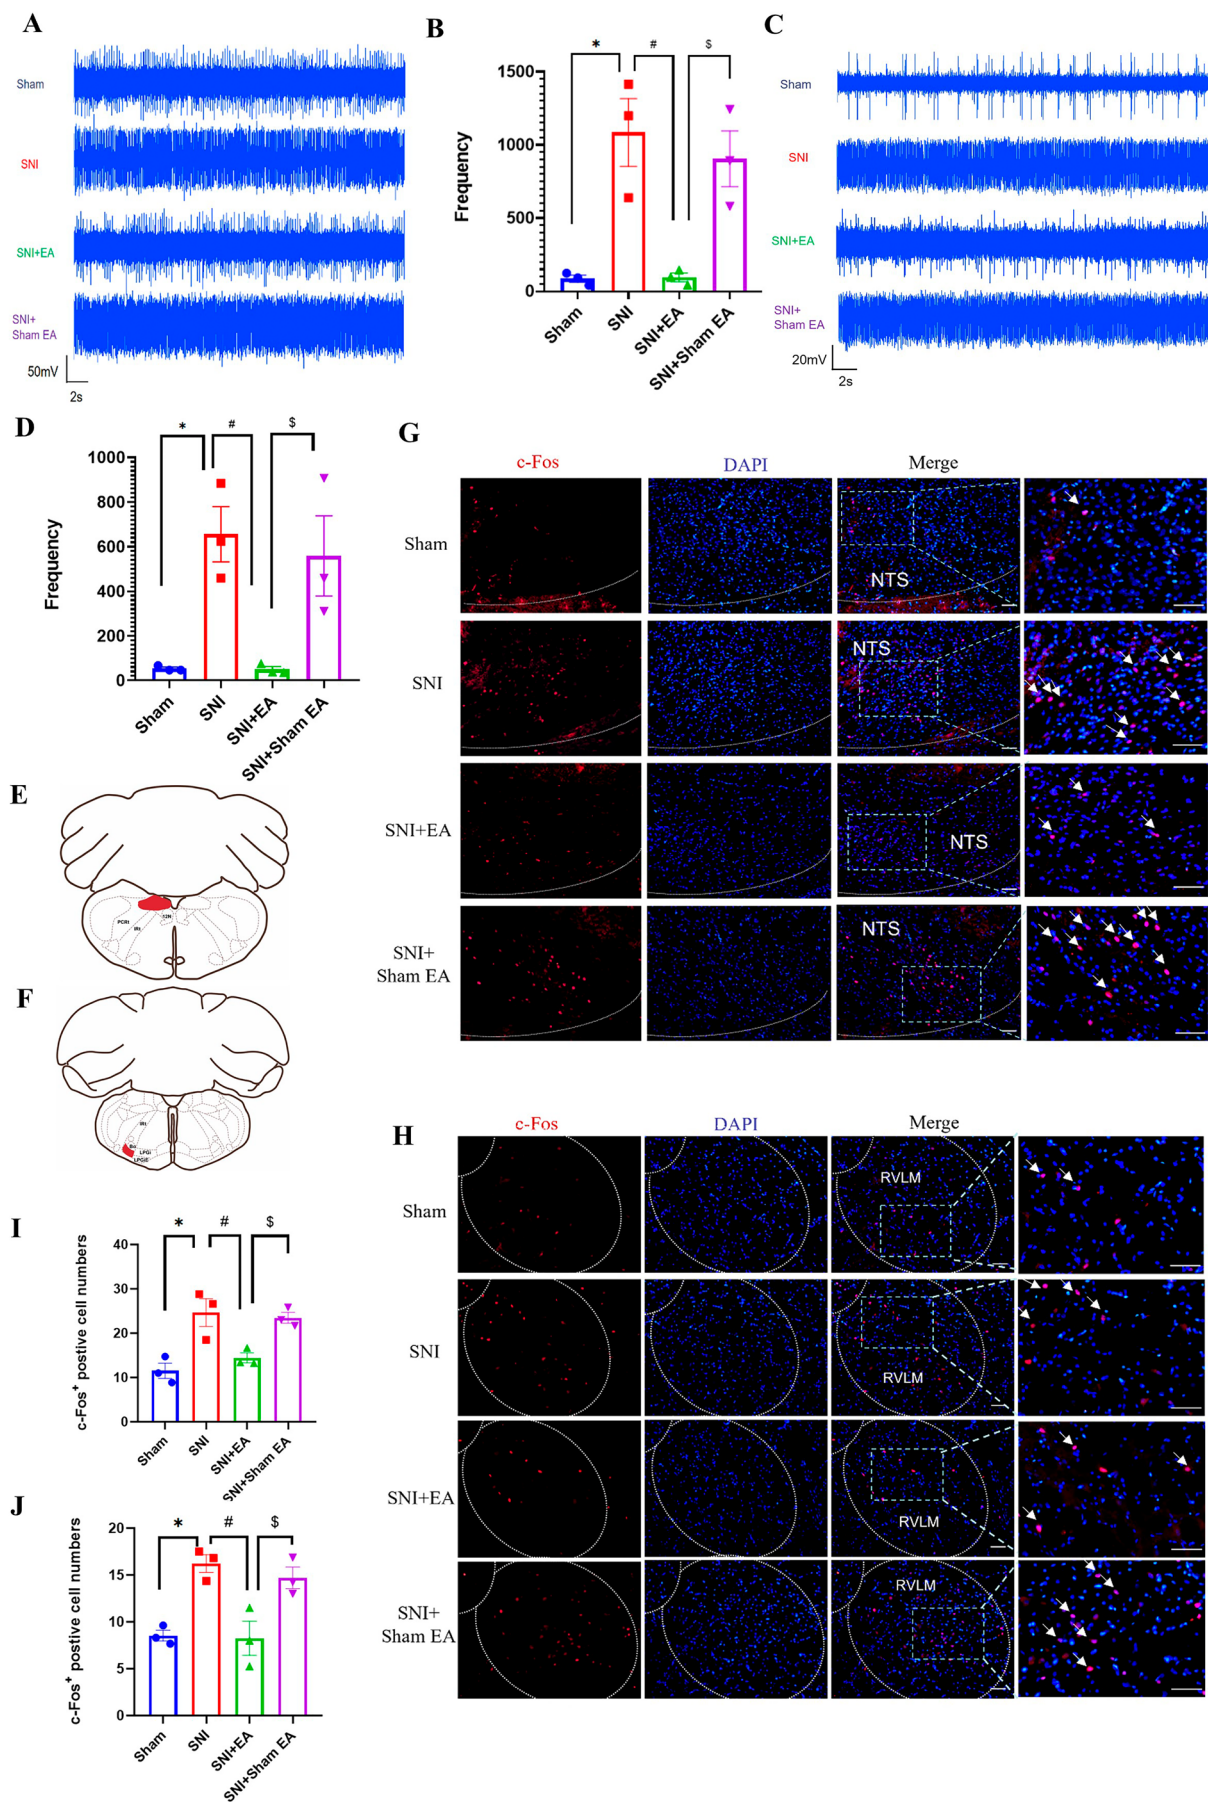 A
Sham
SNI
SNI+EA
SNI+
Sham EA
50mV
2s
B
*
#
$
Frequency
1500
1000
500
0
Sham
SNI
SNI+EA
SNI+Sham EA
C
Sham
SNI
SNI+EA
SNI+
Sham EA
20mV
2s
D
*
#
$
Frequency
1000
800
600
400
200
0
Sham
SNI
SNI+EA
SNI+Sham EA
E
PCRt
IRt
12N
F
IRt
Bo
LPGi
LPGiE
G
c-Fos
DAPI
Merge
Sham
NTS
SNI
NTS
SNI+EA
NTS
SNI+
Sham EA
NTS
H
c-Fos
DAPI
Merge
Sham
RVLM
SNI
RVLM
SNI+EA
RVLM
SNI+
Sham EA
RVLM
I
*
#
$
c-Fos⁺ postive cell numbers
40
30
20
10
0
Sham
SNI
SNI+EA
SNI+Sham EA
J
*
#
$
c-Fos⁺ postive cell numbers
20
15
10
5
0
Sham
SNI
SNI+EA
SNI+Sham EA